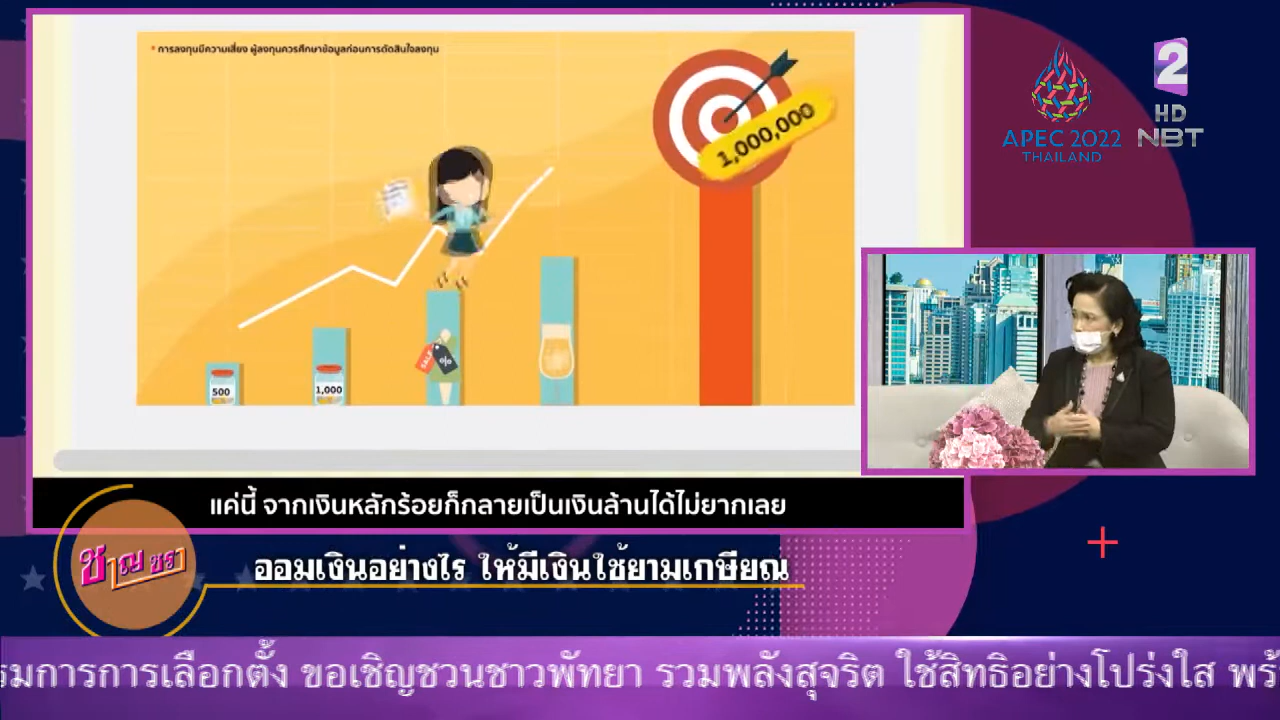 * การลงทุนมีความเสี่ยง ผู้ลงทุนควรศึกษาข้อมูลก่อนการตัดสินใจลงทุน
1,000,000
2
HD
NBT
APEC 2022
THAILAND
500
1,000
SALE
%
แค่นี้ จากเงินหลักร้อยก็กลายเป็นเงินล้านได้ไม่ยากเลย
ชาญ ชรา
ออมเงินอย่างไร ให้มีเงินใช้ยามเกษียณ
รมการการเลือกตั้ง ขอเชิญชวนชาวพัทยา รวมพลังสุจริต ใช้สิทธิอย่างโปร่งใส